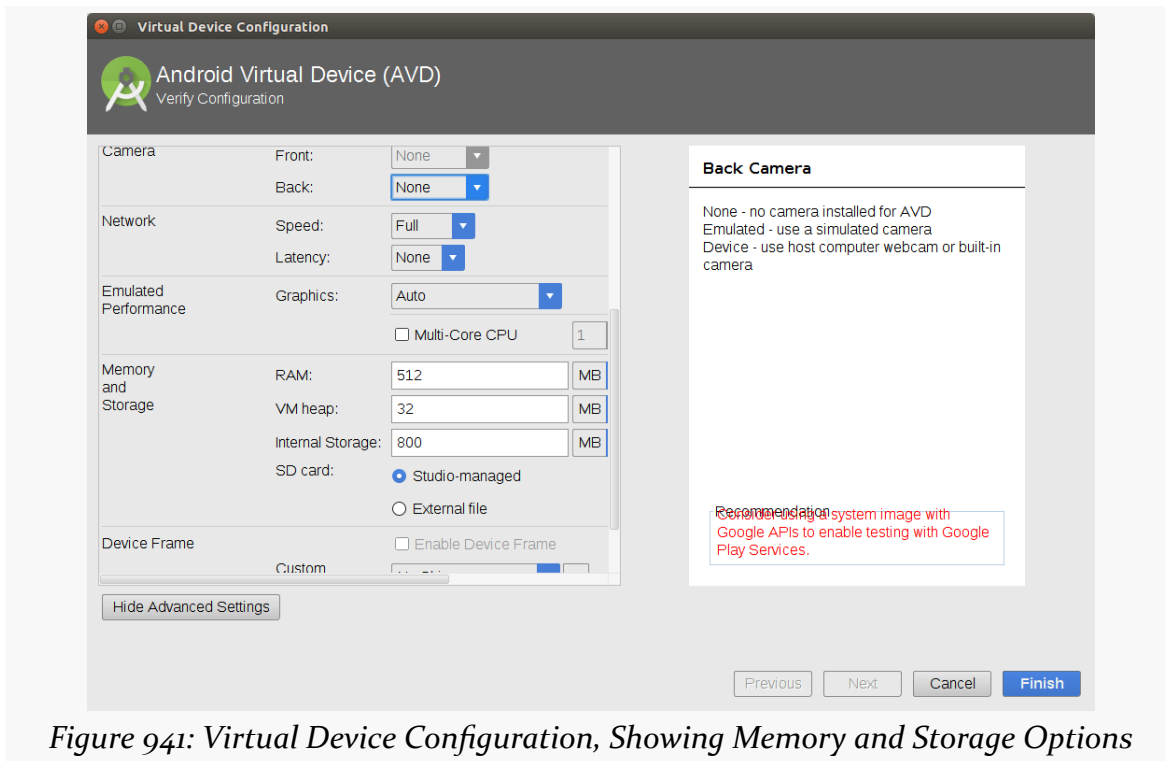 Virtual Device Configuration
Android Virtual Device (AVD)
Verify Configuration
Camera
Front:
None
Back:
None
Network
Speed:
Full
Latency:
None
Emulated
Performance
Graphics:
Auto
Multi-Core CPU
1
Memory
and
Storage
RAM:
512
MB
VM heap:
32
MB
Internal Storage:
800
MB
SD card:
Studio-managed
External file
Device Frame
Enable Device Frame
Custom
Hide Advanced Settings
Back Camera
None - no camera installed for AVD
Emulated - use a simulated camera
Device - use host computer webcam or built-in
camera
Recommendation
Consider using a system image with
Google APIs to enable testing with Google
Play Services.
Previous
Next
Cancel
Finish
Figure 941: Virtual Device Configuration, Showing Memory and Storage Options